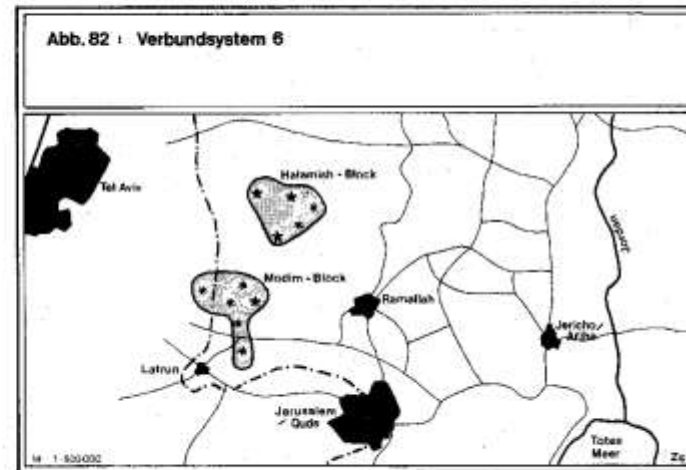 Abb. 82 : Verbundsystem 6
Tel Aviv
Halamish - Block
Jordan
Modim - Block
Ramallah
Jericho/
Ariha
Latrun
Jerusalem
Quds
Totes
Meer
M 1 : 500 000